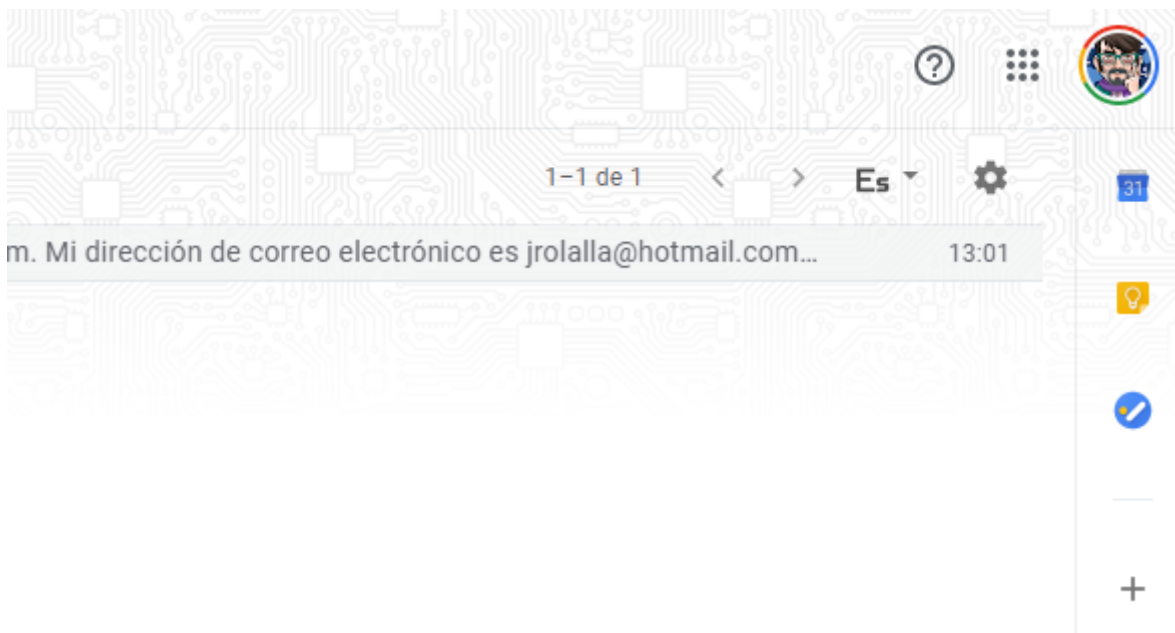 1–1 de 1
Es
31
m. Mi dirección de correo electrónico es jrolalla@hotmail.com…
13:01